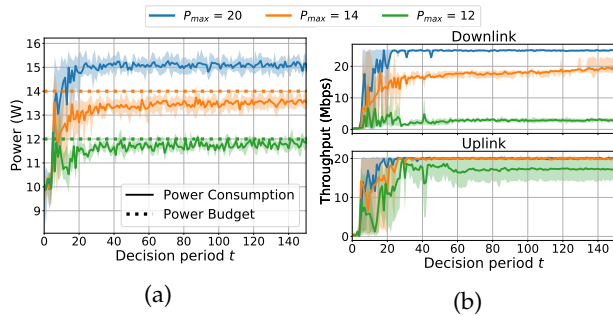 P_max = 20 P_max = 14 P_max = 12
16
15
14
13
12
11
10
9
Power (W)
Power Consumption
Power Budget
0 20 40 60 80 100 120 140
Decision period t
(a)
Downlink
20
10
0
Throughput (Mbps)
Uplink
20
10
0
0 20 40 60 80 100 120 140
Decision period t
(b)